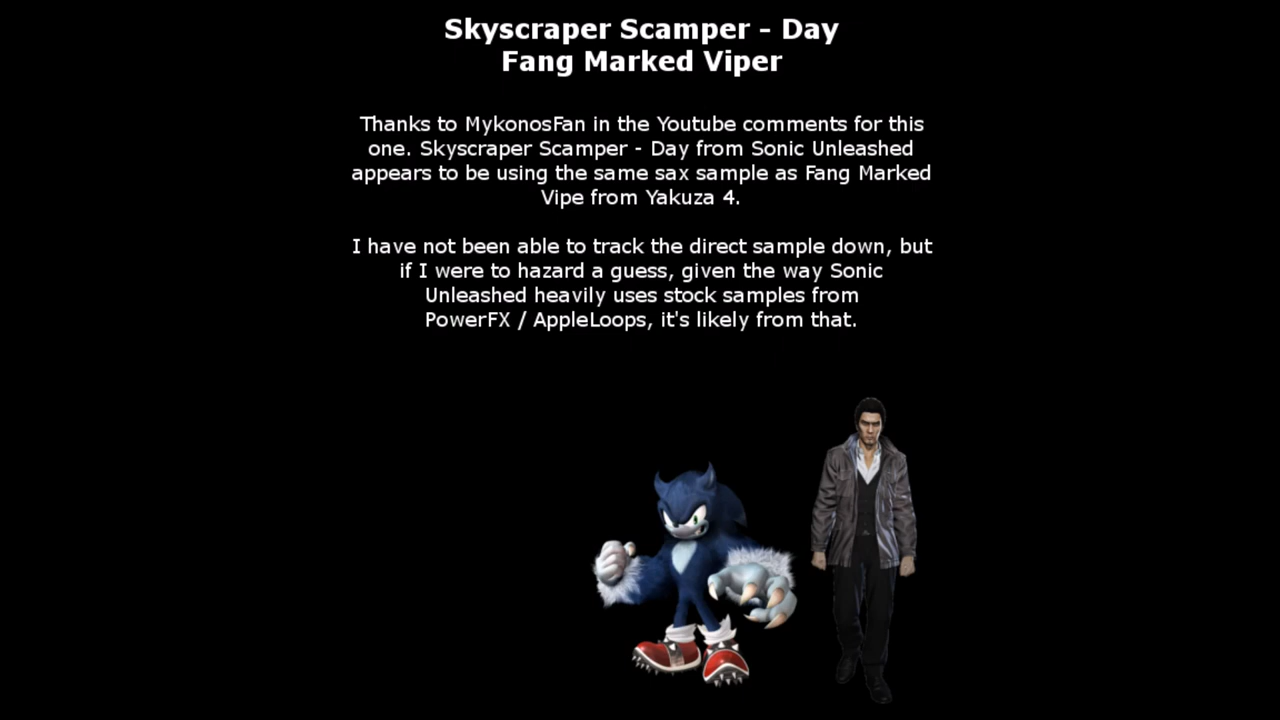 Skyscraper Scamper - Day
Fang Marked Viper
Thanks to MykonosFan in the Youtube comments for this
one. Skyscraper Scamper - Day from Sonic Unleashed
appears to be using the same sax sample as Fang Marked
Vipe from Yakuza 4.
I have not been able to track the direct sample down, but
if I were to hazard a guess, given the way Sonic
Unleashed heavily uses stock samples from
PowerFX / AppleLoops, it's likely from that.